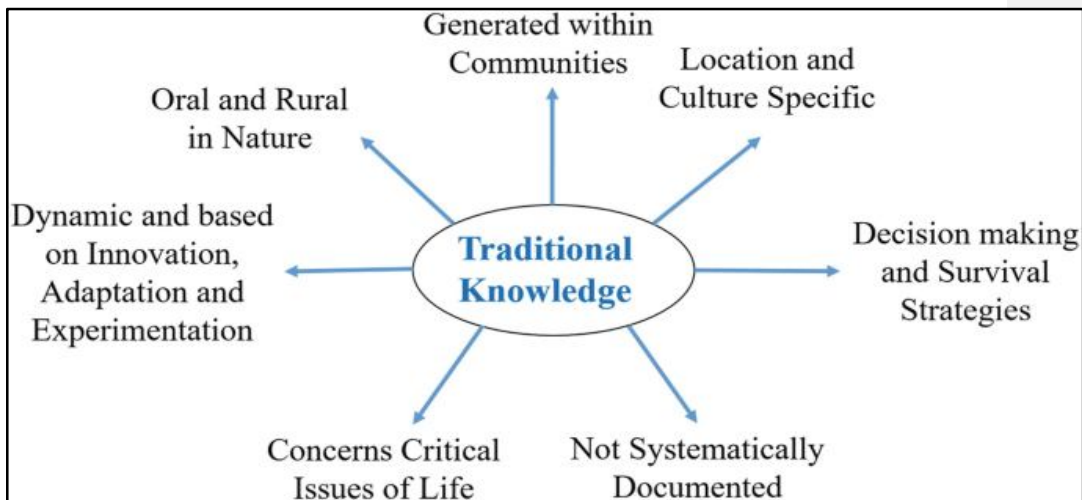 Generated within
Communities
Location and
Culture Specific
Oral and Rural
in Nature
Dynamic and based
on Innovation,
Adaptation and
Experimentation
Traditional
Knowledge
Decision making
and Survival
Strategies
Concerns Critical
Issues of Life
Not Systematically
Documented